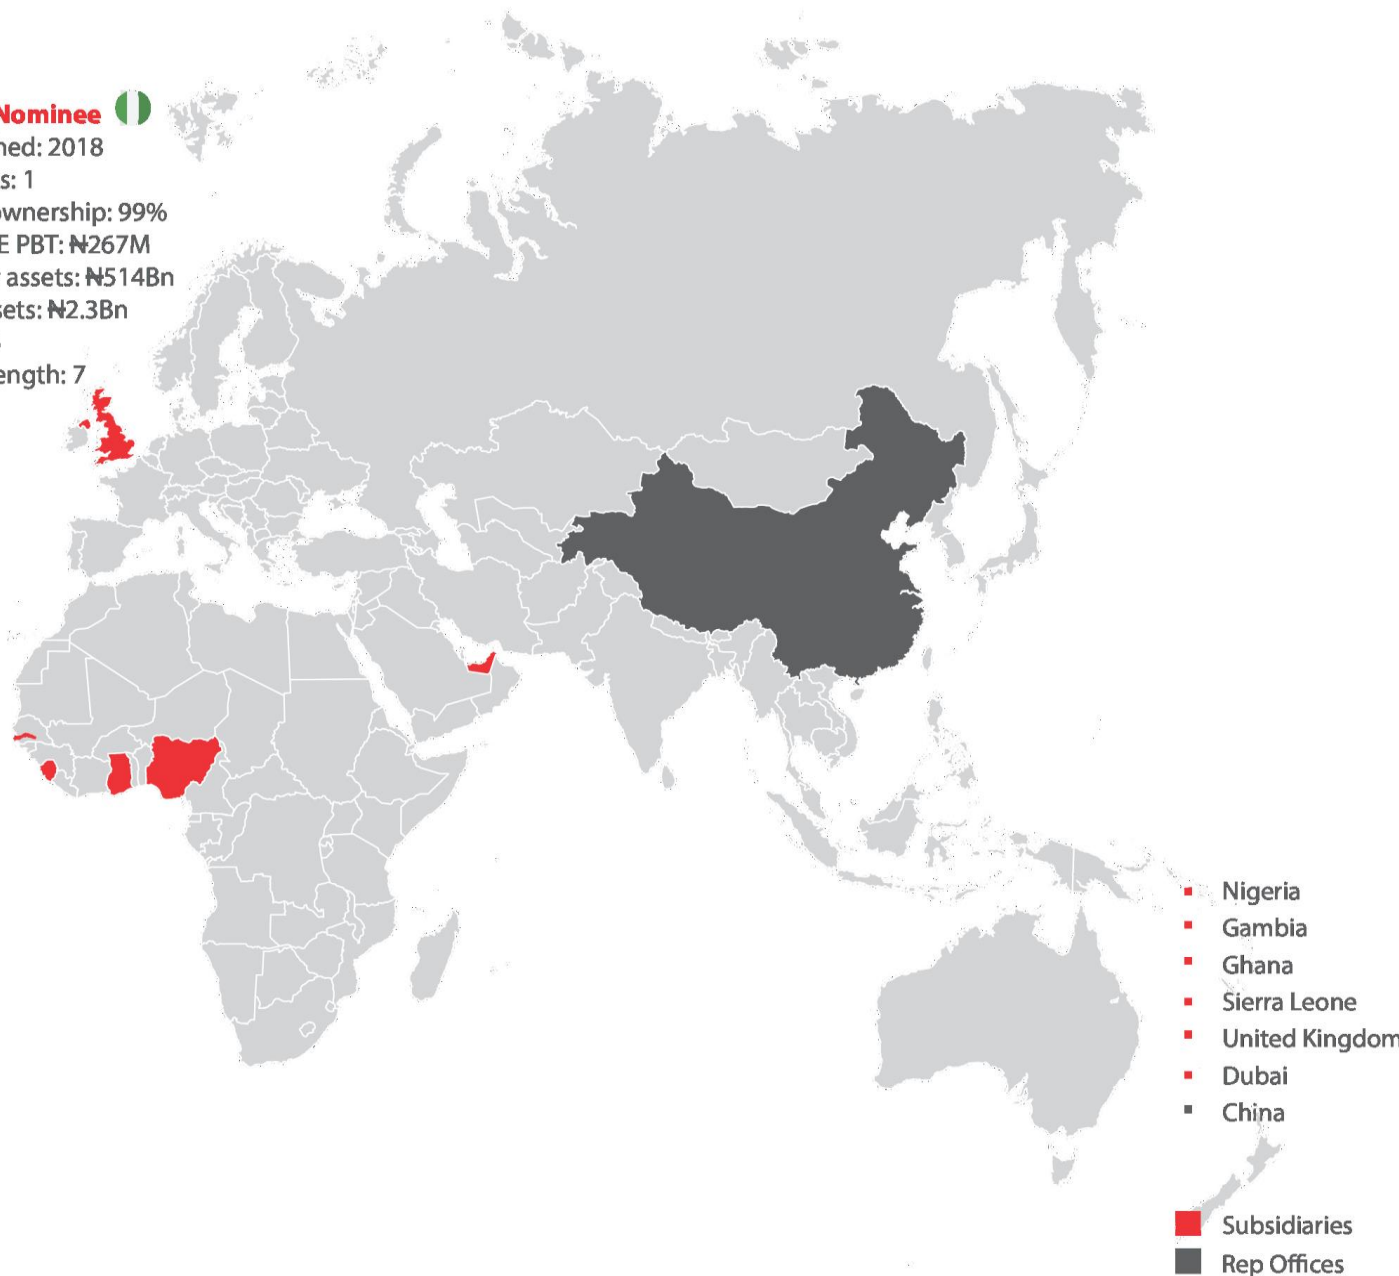 Nominee
ned: 2018
s: 1
ownership: 99%
E PBT: ₦267M
assets: ₦514Bn
sets: ₦2.3Bn
ength: 7
Nigeria
Gambia
Ghana
Sierra Leone
United Kingdom
Dubai
China
Subsidiaries
Rep Offices